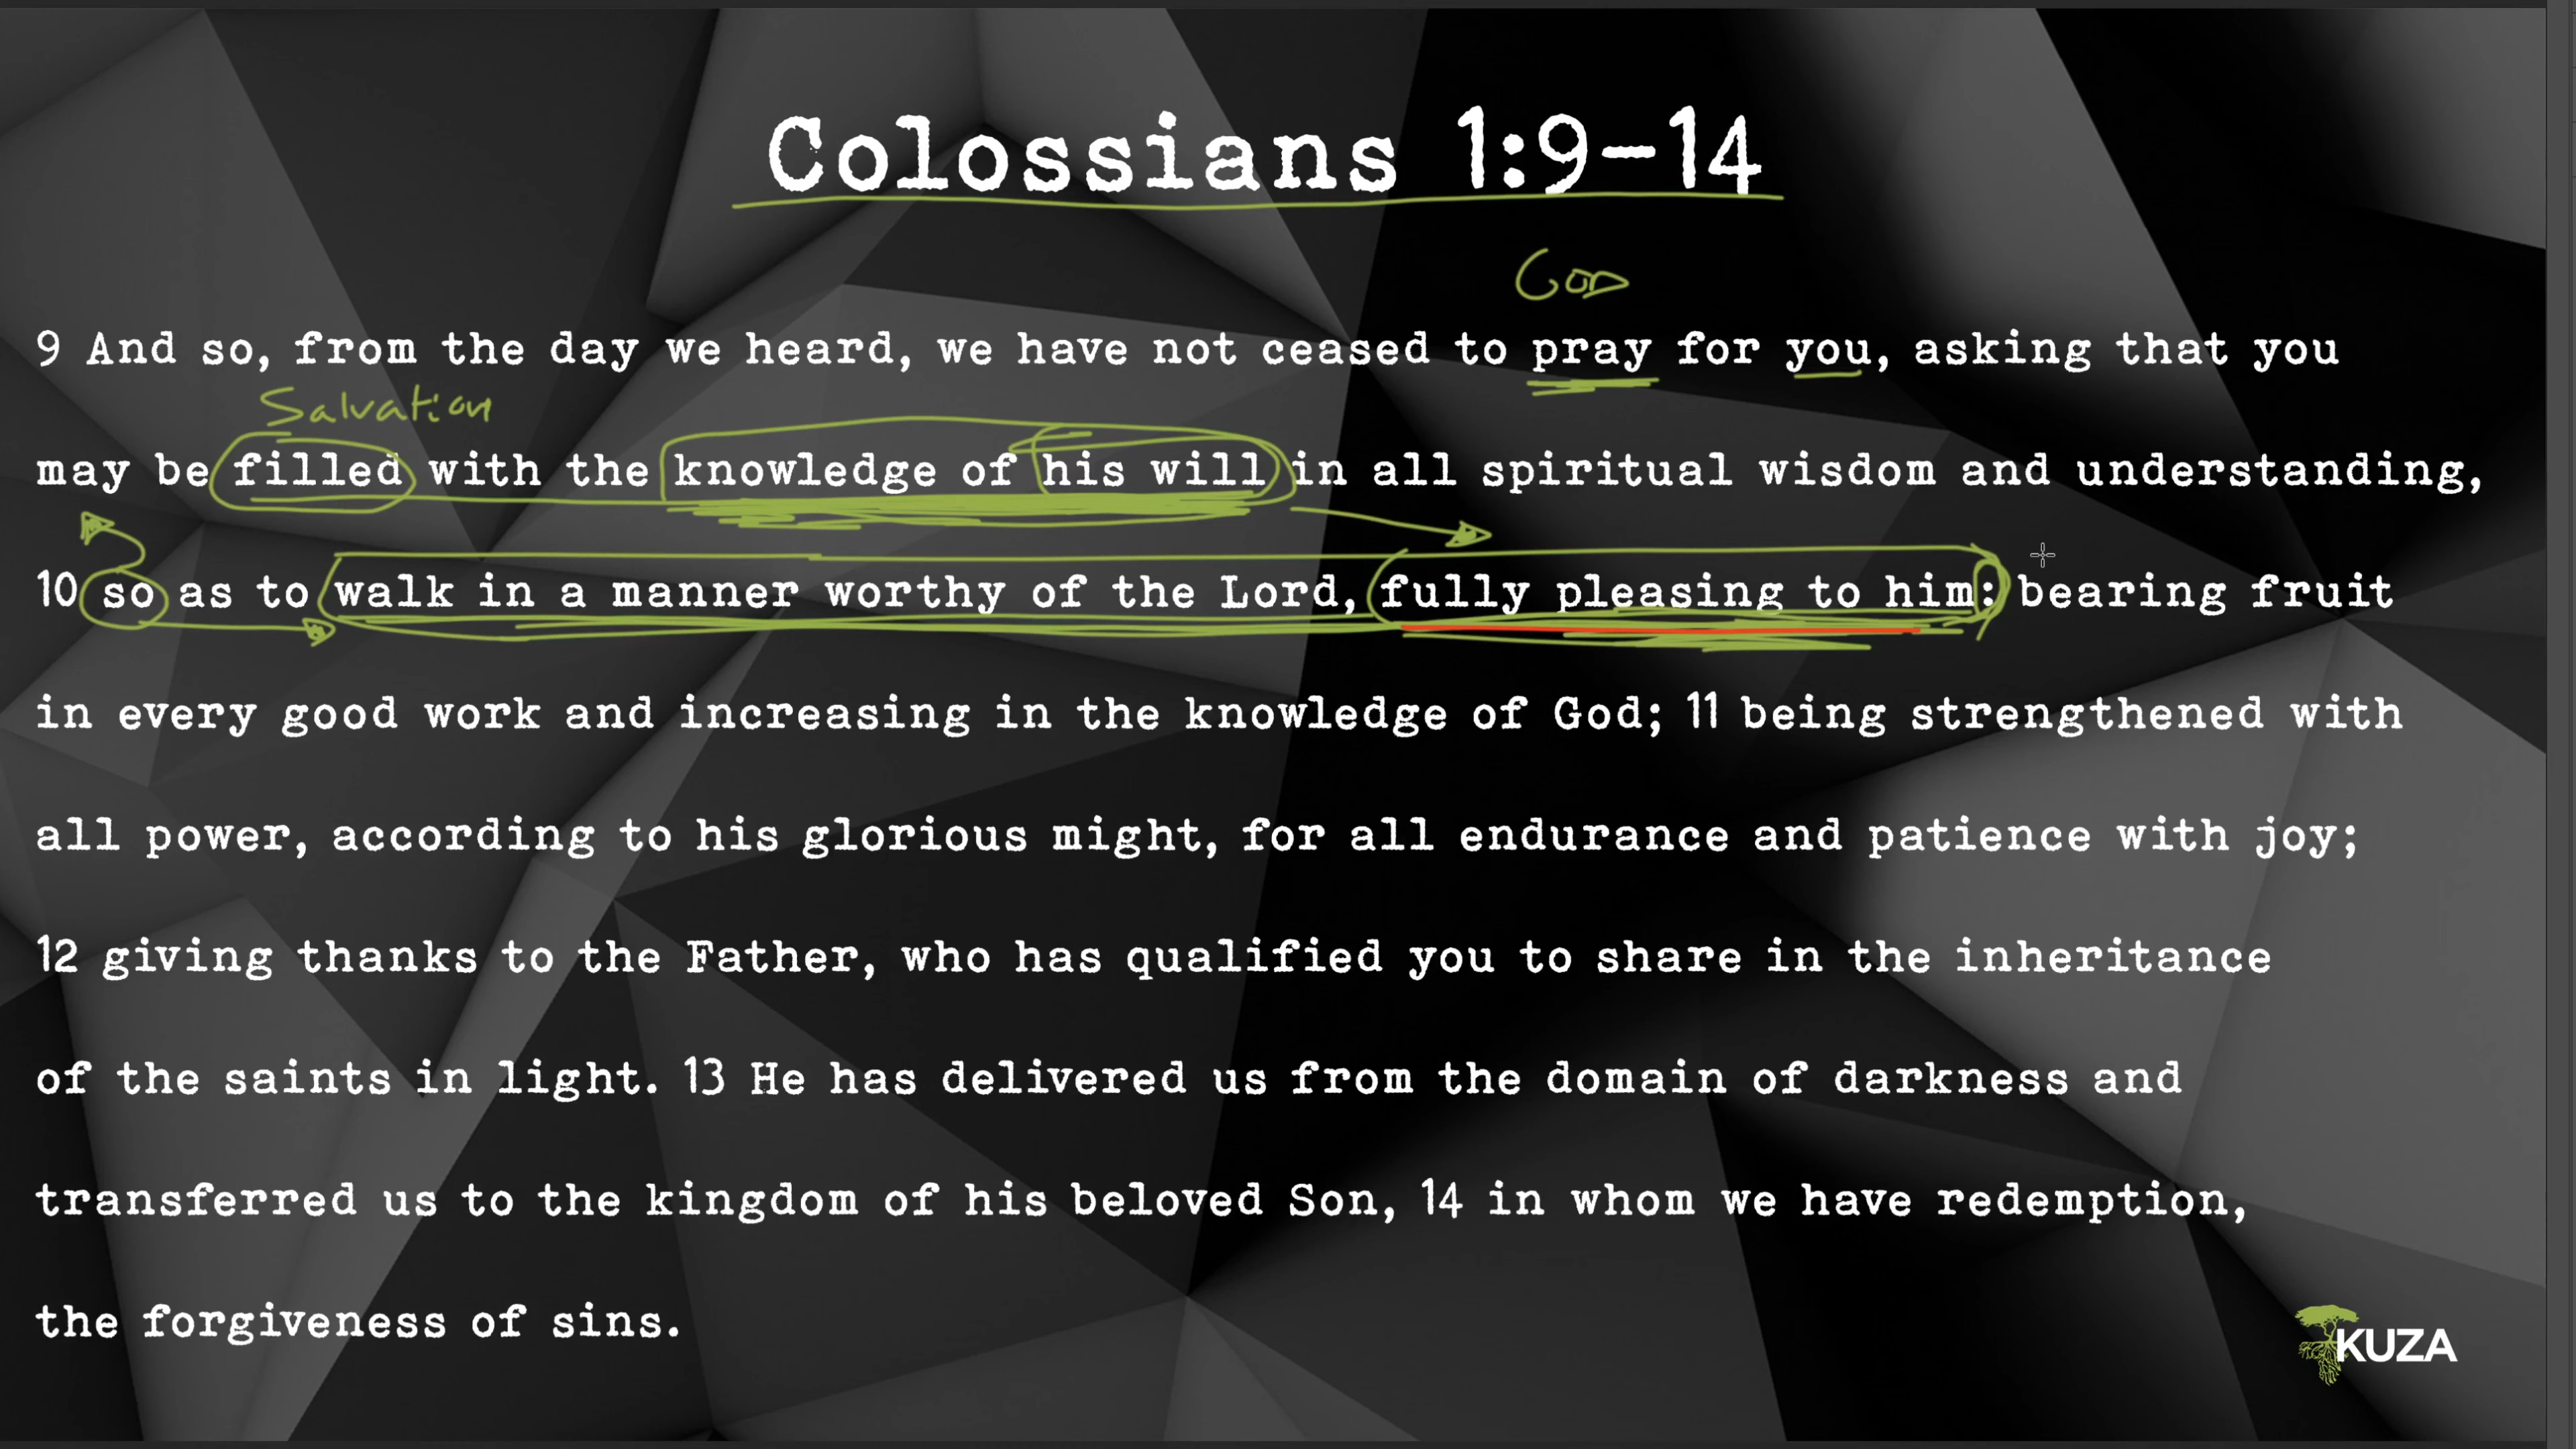 Colossians 1:9-14
GOD
9 And so, from the day we heard, we have not ceased to pray for you, asking that you
Salvation
may be filled with the knowledge of his will in all spiritual wisdom and understanding,
10 so as to walk in a manner worthy of the Lord, fully pleasing to him: bearing fruit
in every good work and increasing in the knowledge of God; 11 being strengthened with
all power, according to his glorious might, for all endurance and patience with joy;
12 giving thanks to the Father, who has qualified you to share in the inheritance
of the saints in light. 13 He has delivered us from the domain of darkness and
transferred us to the kingdom of his beloved Son, 14 in whom we have redemption,
the forgiveness of sins.
KUZA